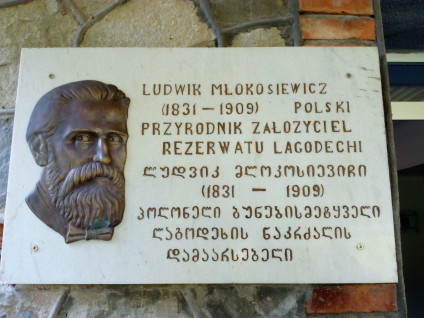 LUDWIK MŁOKOSIEWICZ
(1831 — 1909) POLSKI
PRZYRODNIK ZAŁOZYCIEL
REZERWATU LAGODECHI
ლუდვიკ მლოკოსიევიჩი
(1831 — 1909)
პოლონელი ბუნებისმეტყველი
ლაგოდეხის ნაკრძალის
დამაარსებელი